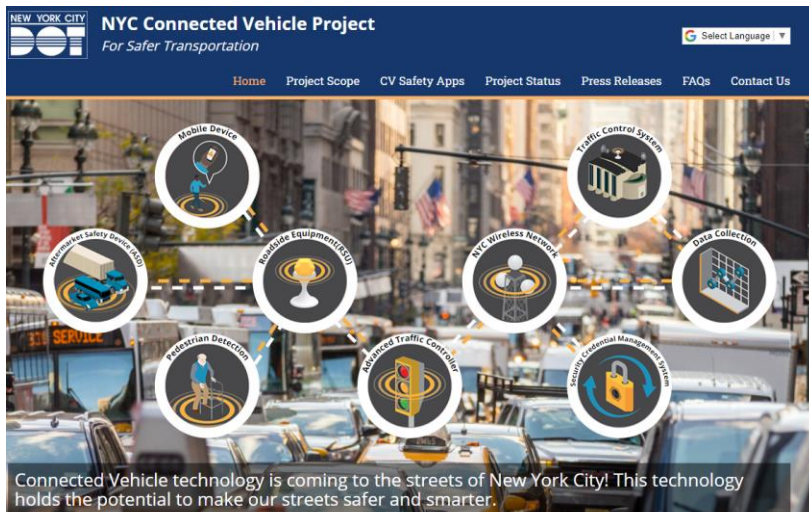 NEW YORK CITY
DOT
NYC Connected Vehicle Project
For Safer Transportation
Select Language
Home Project Scope CV Safety Apps Project Status Press Releases FAQs Contact Us
Mobile Device
Traffic Control System
Aftermarket Safety Device (ASD)
Roadside Equipment(RSU)
NYC Wireless Network
Data Collection
Pedestrian Detection
Advanced Traffic Controller
Security Credential Management System
SERVICE
Connected Vehicle technology is coming to the streets of New York City! This technology
holds the potential to make our streets safer and smarter.